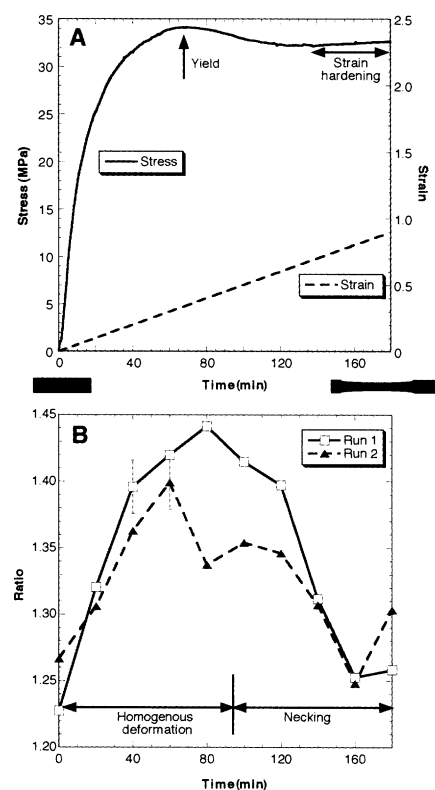 A
35
30
25
20
15
10
5
0
Stress (MPa)
2.5
2.0
1.5
1.0
0.5
0
Strain
Yield
Strain
hardening
Stress
Strain
0 40 80 120 160
Time(min)
B
1.45
1.40
1.35
1.30
1.25
1.20
Ratio
Run 1
Run 2
Homogenous
deformation
Necking
0 40 80 120 160
Time(min)